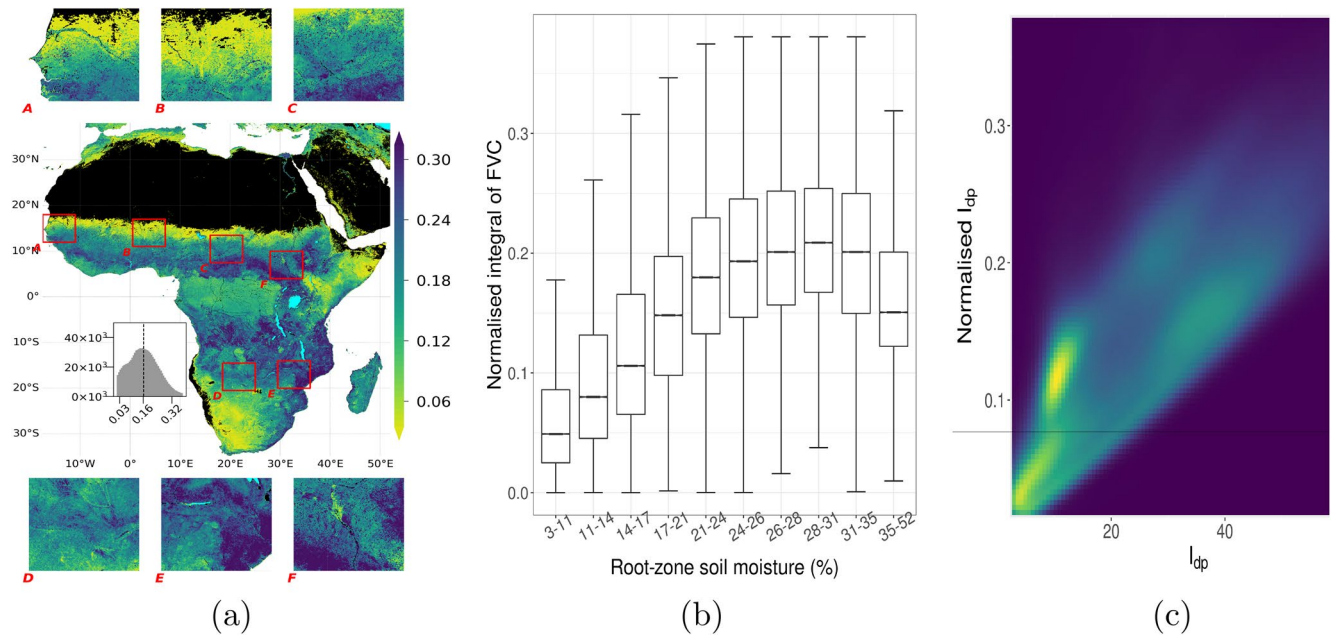 A
B
C
30°N
20°N
10°N
0°
10°S
20°S
30°S
10°W
0°
10°E
20°E
30°E
40°E
50°E
0.30
0.24
0.18
0.12
0.06
A
B
C
F
D
E
40×10³
20×10³
0×10³
0.03
0.16
0.32
D
E
F
(a)
Normalised integral of FVC
0.3
0.2
0.1
0.0
3-11
11-14
14-17
17-21
21-24
24-26
26-28
28-31
31-35
35-52
Root-zone soil moisture (%)
(b)
Normalised I_dp
0.3
0.2
0.1
20
40
I_dp
(c)